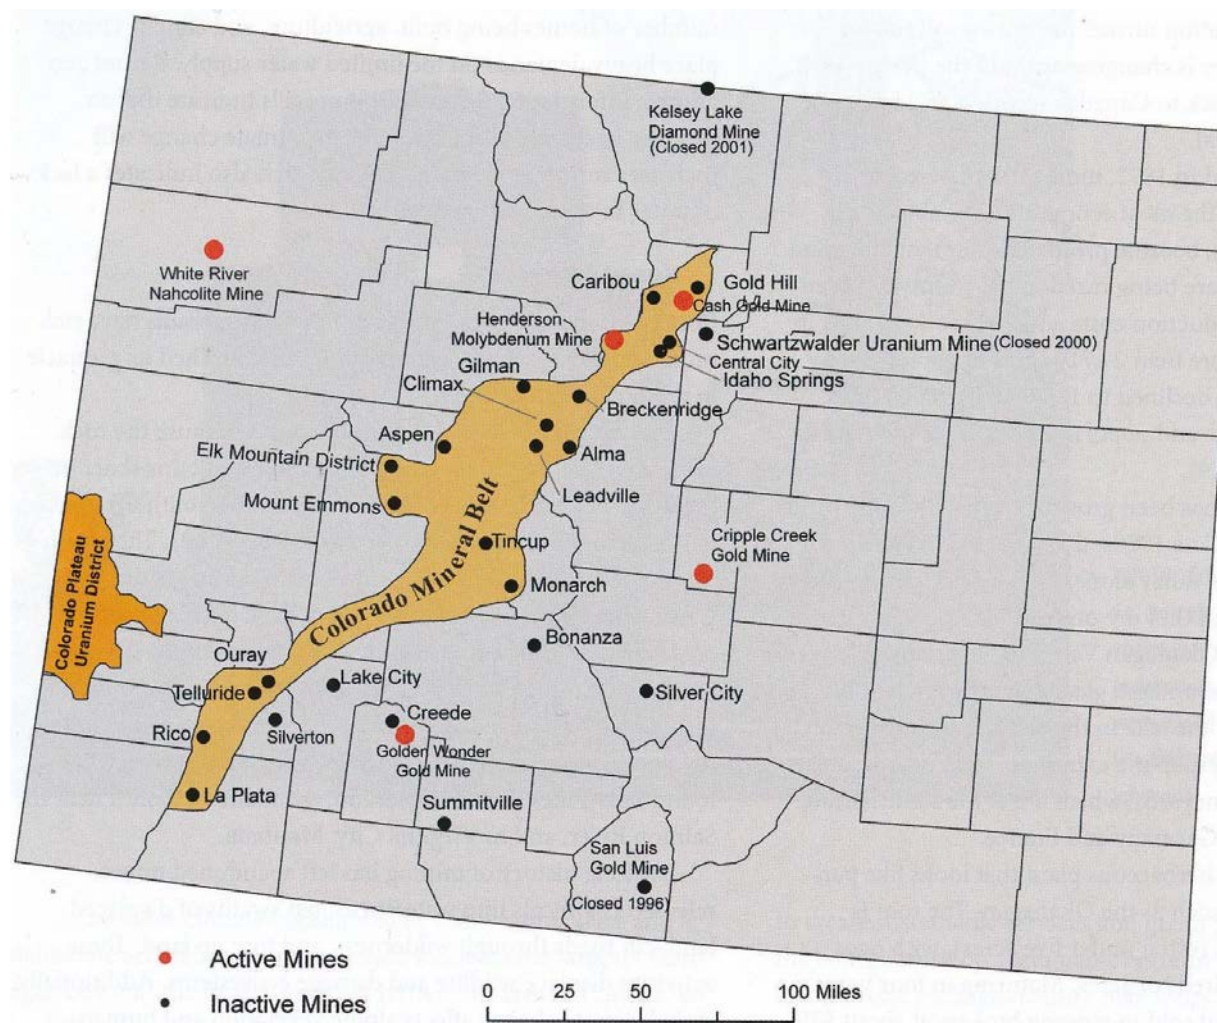 Kelsey Lake
Diamond Mine
(Closed 2001)
White River
Nahcolite Mine
Caribou
Gold Hill
Cash Gold Mine
Henderson
Molybdenum Mine
Schwartzwalder Uranium Mine (Closed 2000)
Central City
Idaho Springs
Gilman
Climax
Breckenridge
Aspen
Alma
Elk Mountain District
Leadville
Mount Emmons
Colorado Mineral Belt
Tincup
Cripple Creek
Gold Mine
Monarch
Colorado Plateau
Uranium District
Bonanza
Ouray
Lake City
Telluride
Silver City
Creede
Rico
Silverton
Golden Wonder
Gold Mine
La Plata
Summitville
San Luis
Gold Mine
(Closed 1996)
Active Mines
Inactive Mines
0 25 50 100 Miles